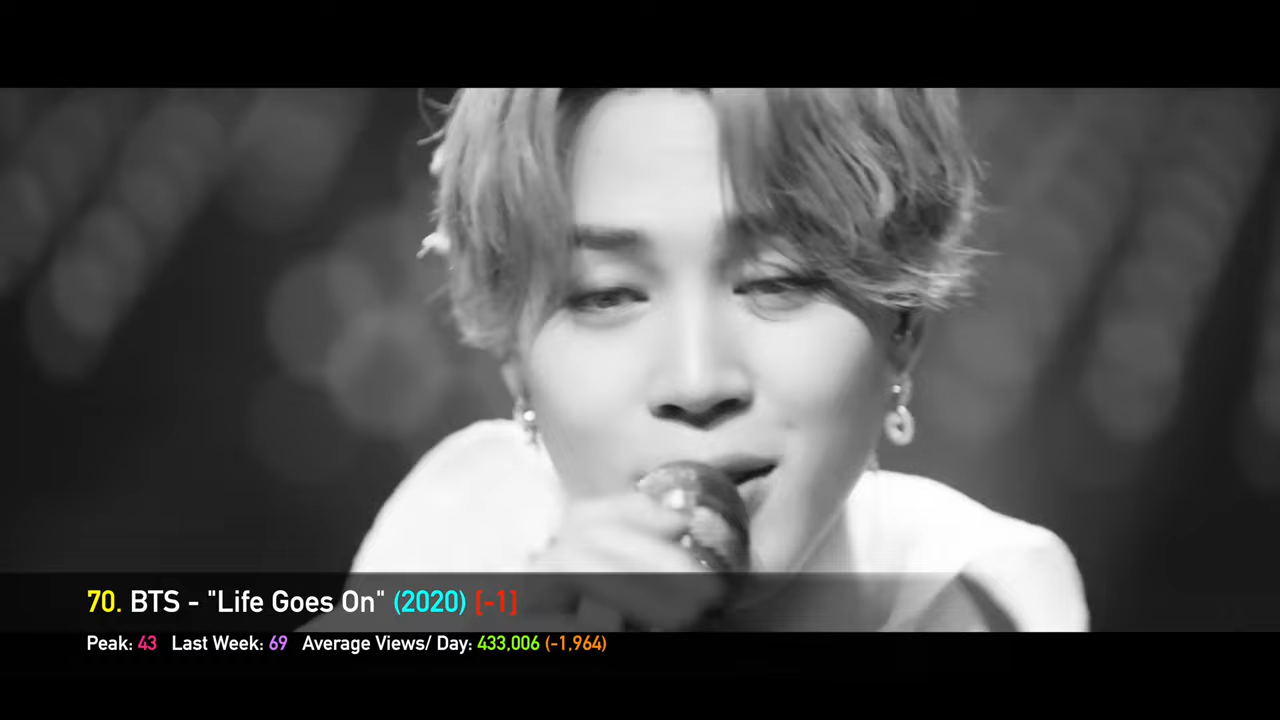 70. BTS - "Life Goes On" (2020) [-1]
Peak: 43 Last Week: 69 Average Views/ Day: 433,006 (-1,964)